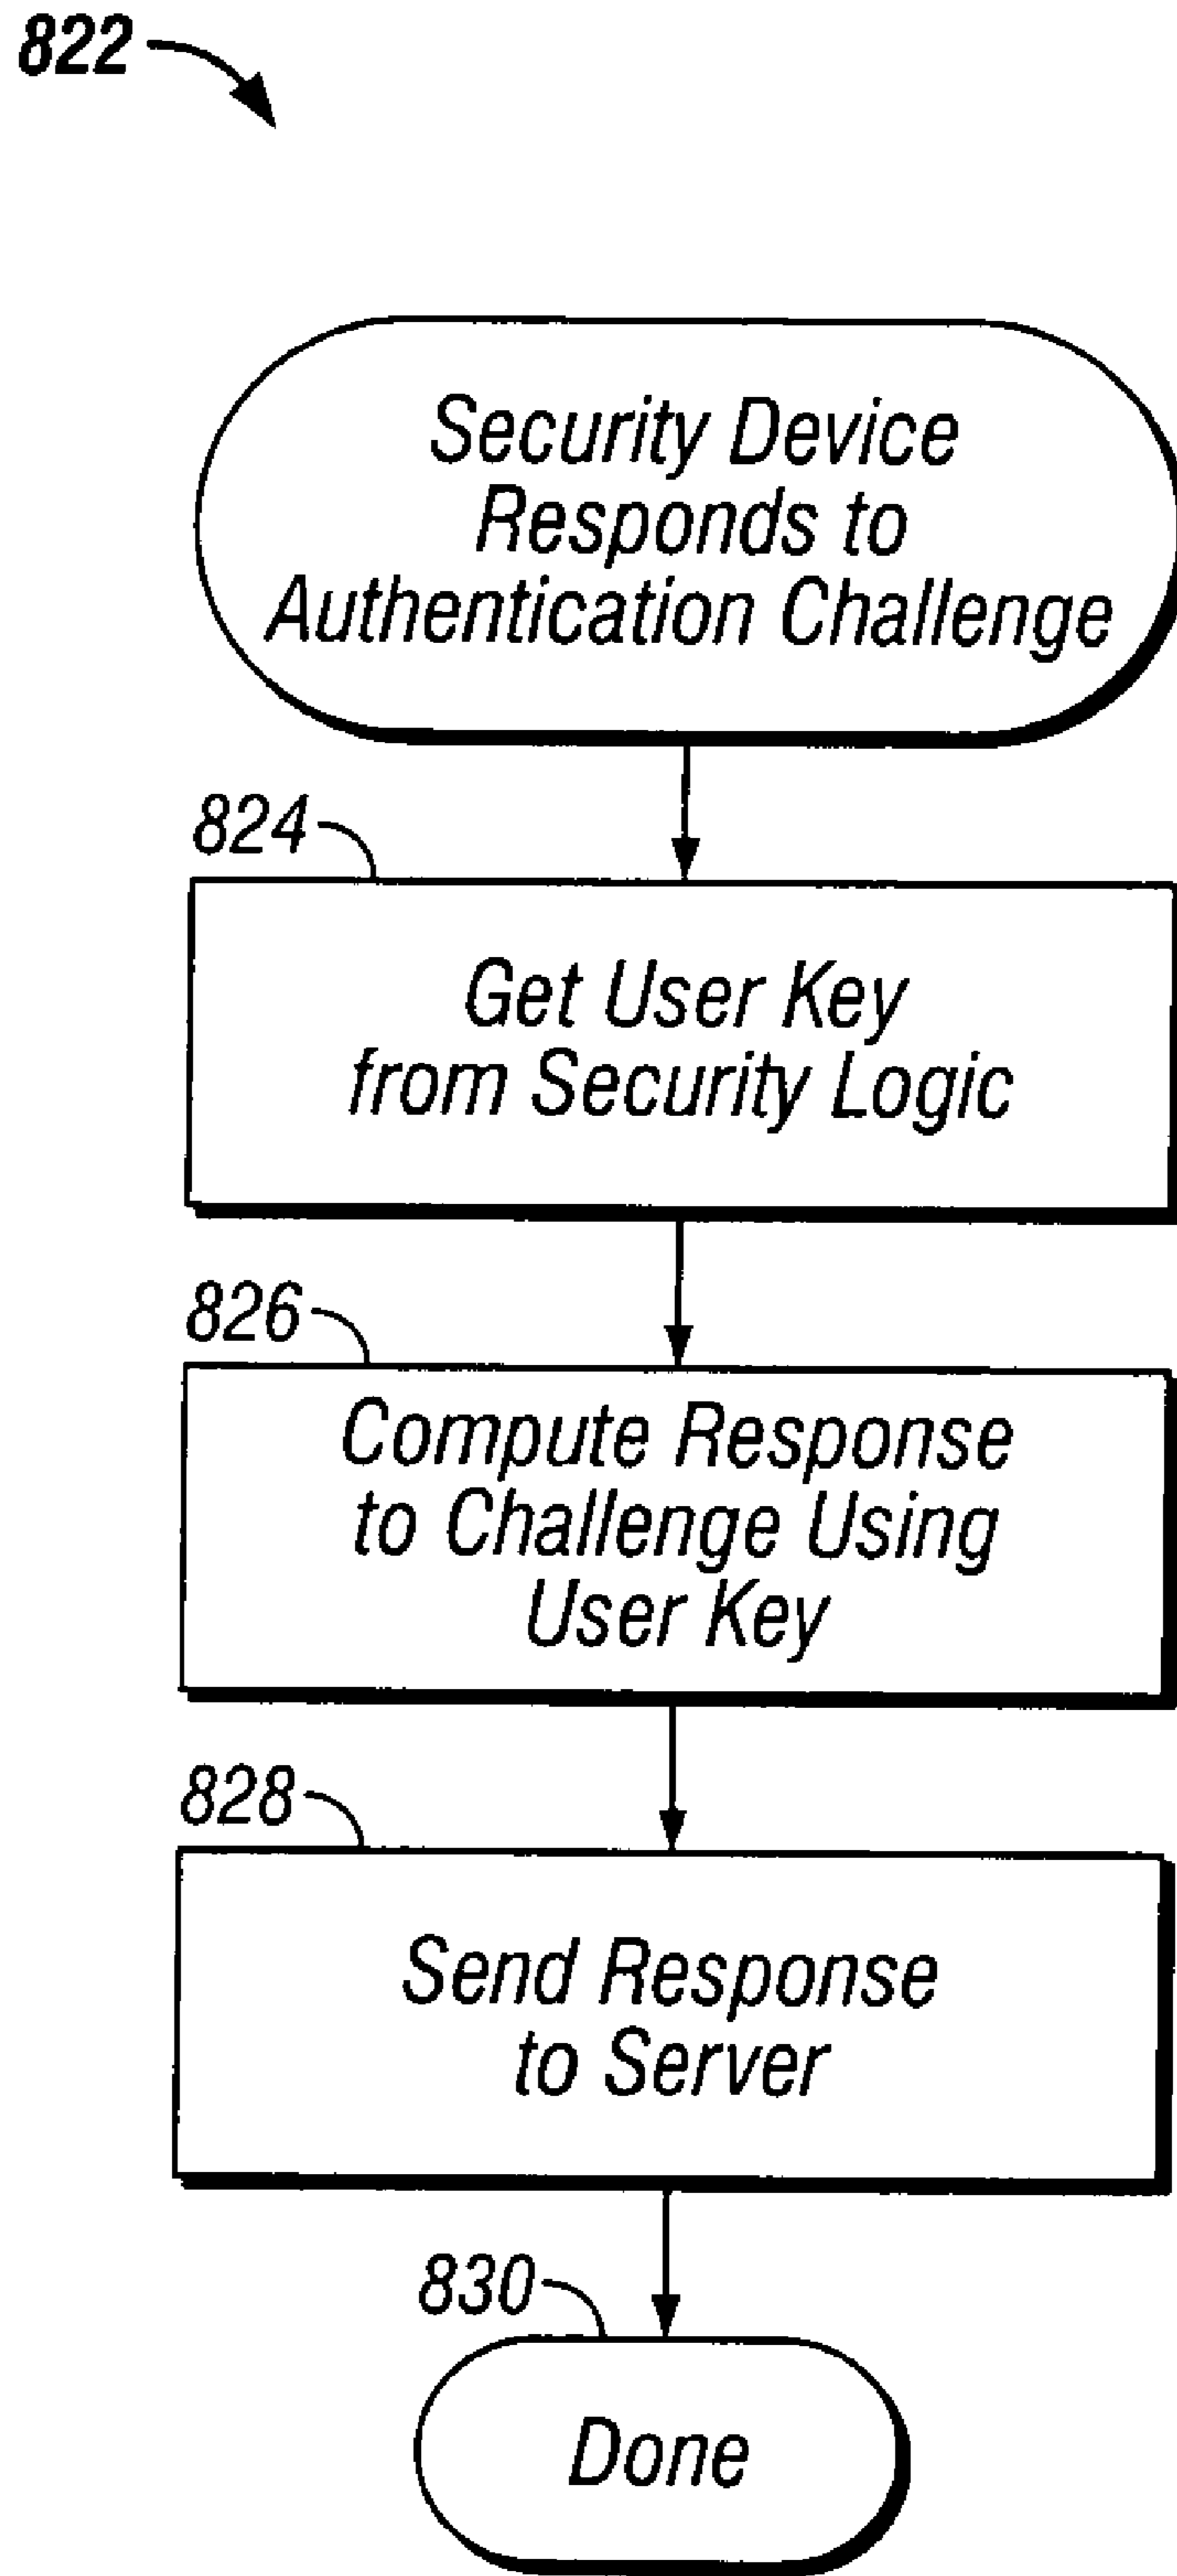 822
Security Device
Responds to
Authentication Challenge
824
Get User Key
from Security Logic
826
Compute Response
to Challenge Using
User Key
828
Send Response
to Server
830
Done